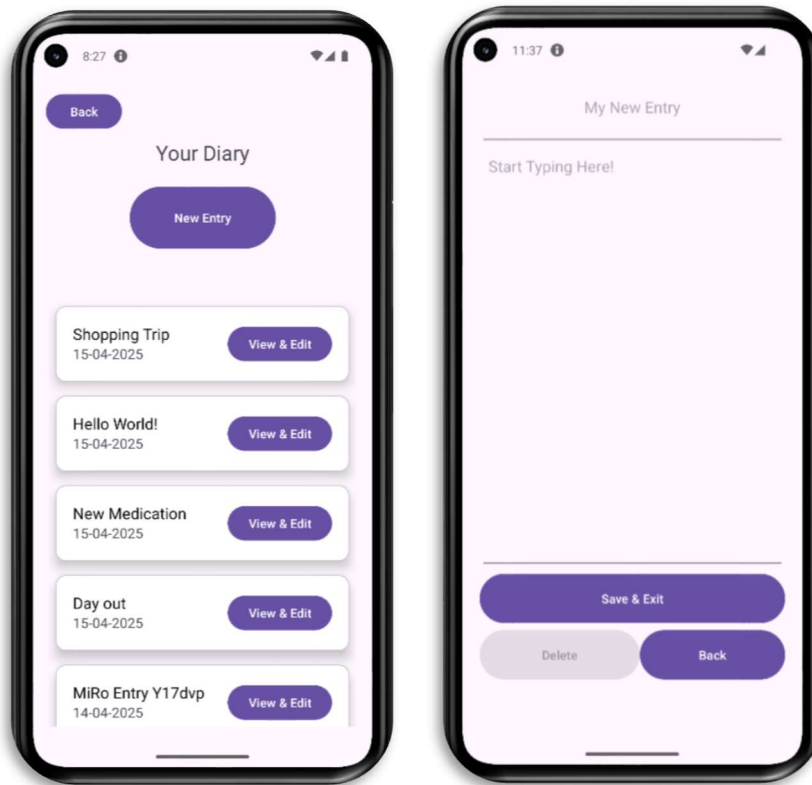 8:27
Back
Your Diary
New Entry
Shopping Trip
15-04-2025
View & Edit
Hello World!
15-04-2025
View & Edit
New Medication
15-04-2025
View & Edit
Day out
15-04-2025
View & Edit
MiRo Entry Y17dvp
14-04-2025
View & Edit
11:37
My New Entry
Start Typing Here!
Save & Exit
Delete
Back